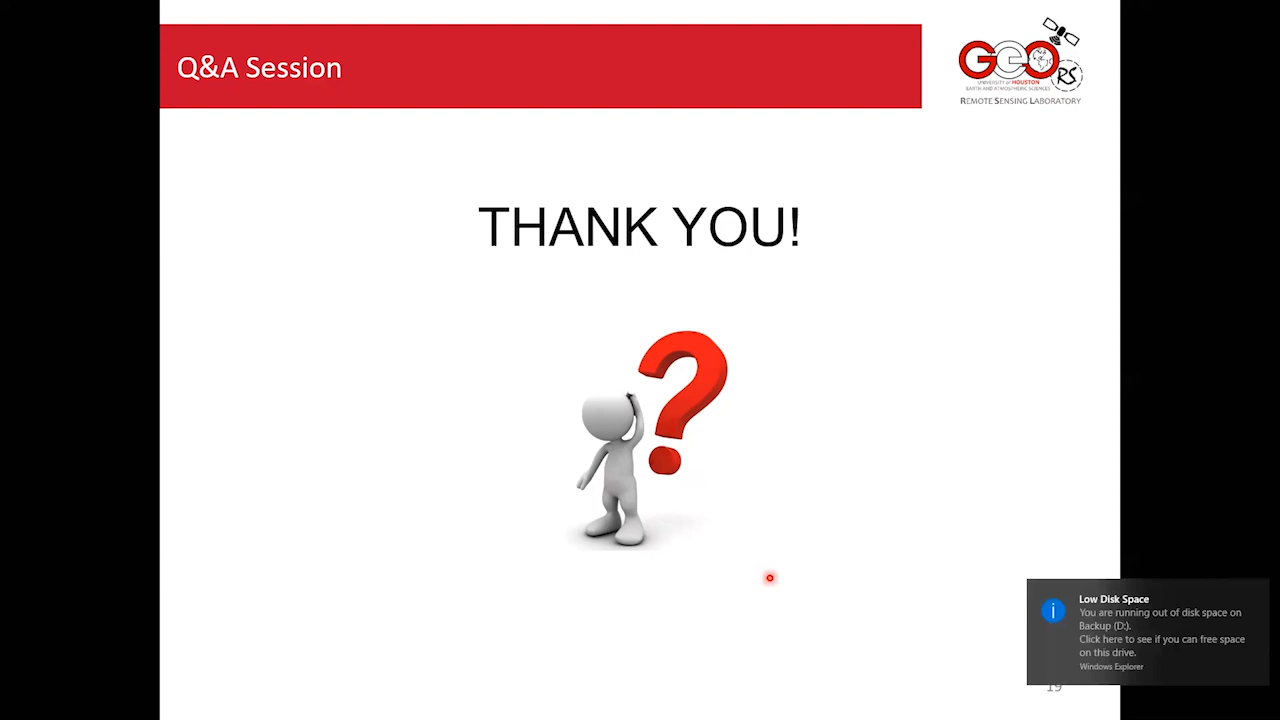 Q&A Session
GEO
RS
UNIVERSITY of HOUSTON
EARTH AND ATMOSPHERIC SCIENCES
REMOTE SENSING LABORATORY
THANK YOU!
?
i
Low Disk Space
You are running out of disk space on
Backup (D:).
Click here to see if you can free space
on this drive.
Windows Explorer
19